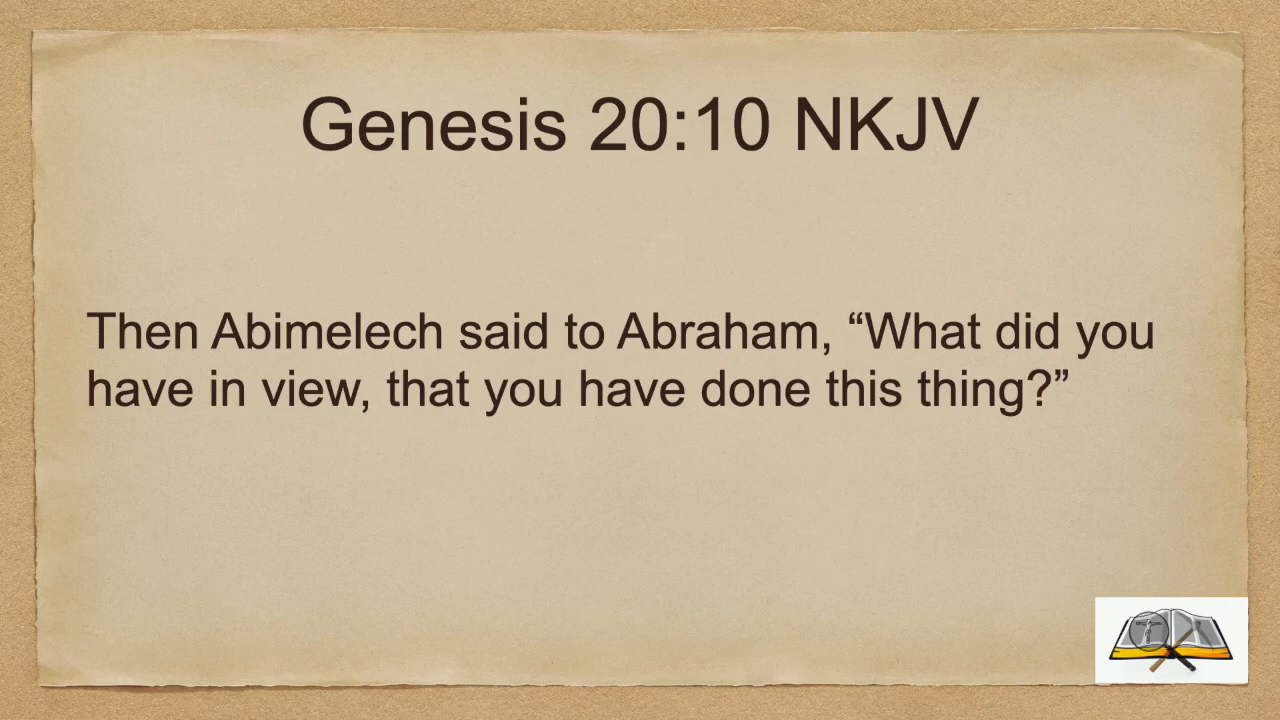 Genesis 20:10 NKJV
Then Abimelech said to Abraham, “What did you
have in view, that you have done this thing?”